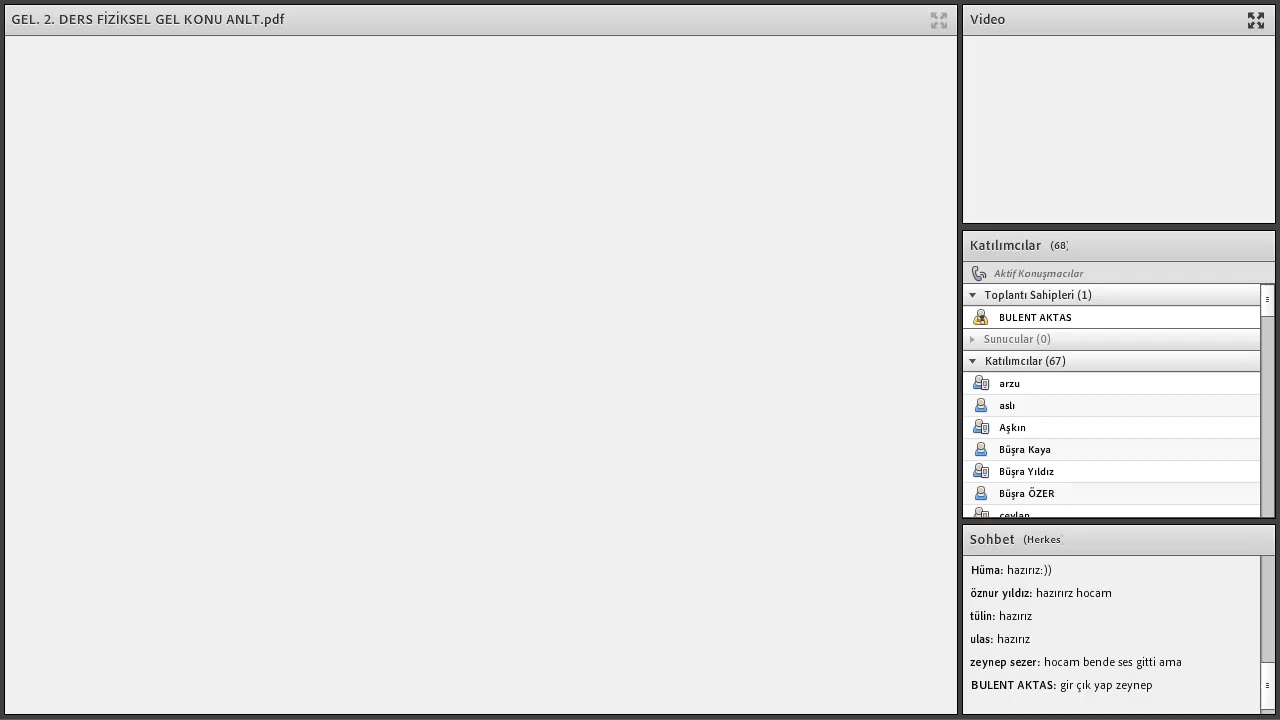 GEL. 2. DERS FİZİKSEL GEL KONU ANLT.pdf
Video
Katılımcılar (68)
Aktif Konuşmacılar
Toplantı Sahipleri (1)
BULENT AKTAS
Sunucular (0)
Katılımcılar (67)
arzu
aslı
Aşkın
Büşra Kaya
Büşra Yıldız
Büşra ÖZER
ceylan
Sohbet (Herkes
Hüma: hazırız:))
öznur yıldız: hazırırz hocam
tülin: hazırız
ulas: hazırız
zeynep sezer: hocam bende ses gitti ama
BULENT AKTAS: gir çık yap zeynep